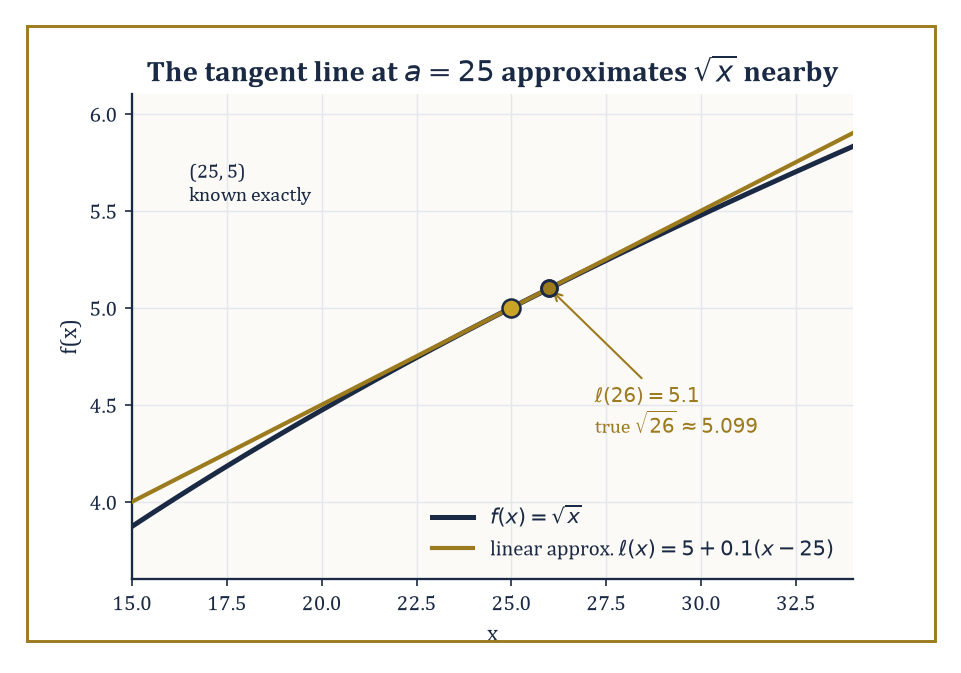 The tangent line at a = 25 approximates √x nearby
6.0
5.5
5.0
4.5
4.0
f(x)
(25, 5)
known exactly
ℓ(26) = 5.1
true √26 ≈ 5.099
f(x) = √x
linear approx. ℓ(x) = 5 + 0.1(x − 25)
15.0 17.5 20.0 22.5 25.0 27.5 30.0 32.5
x